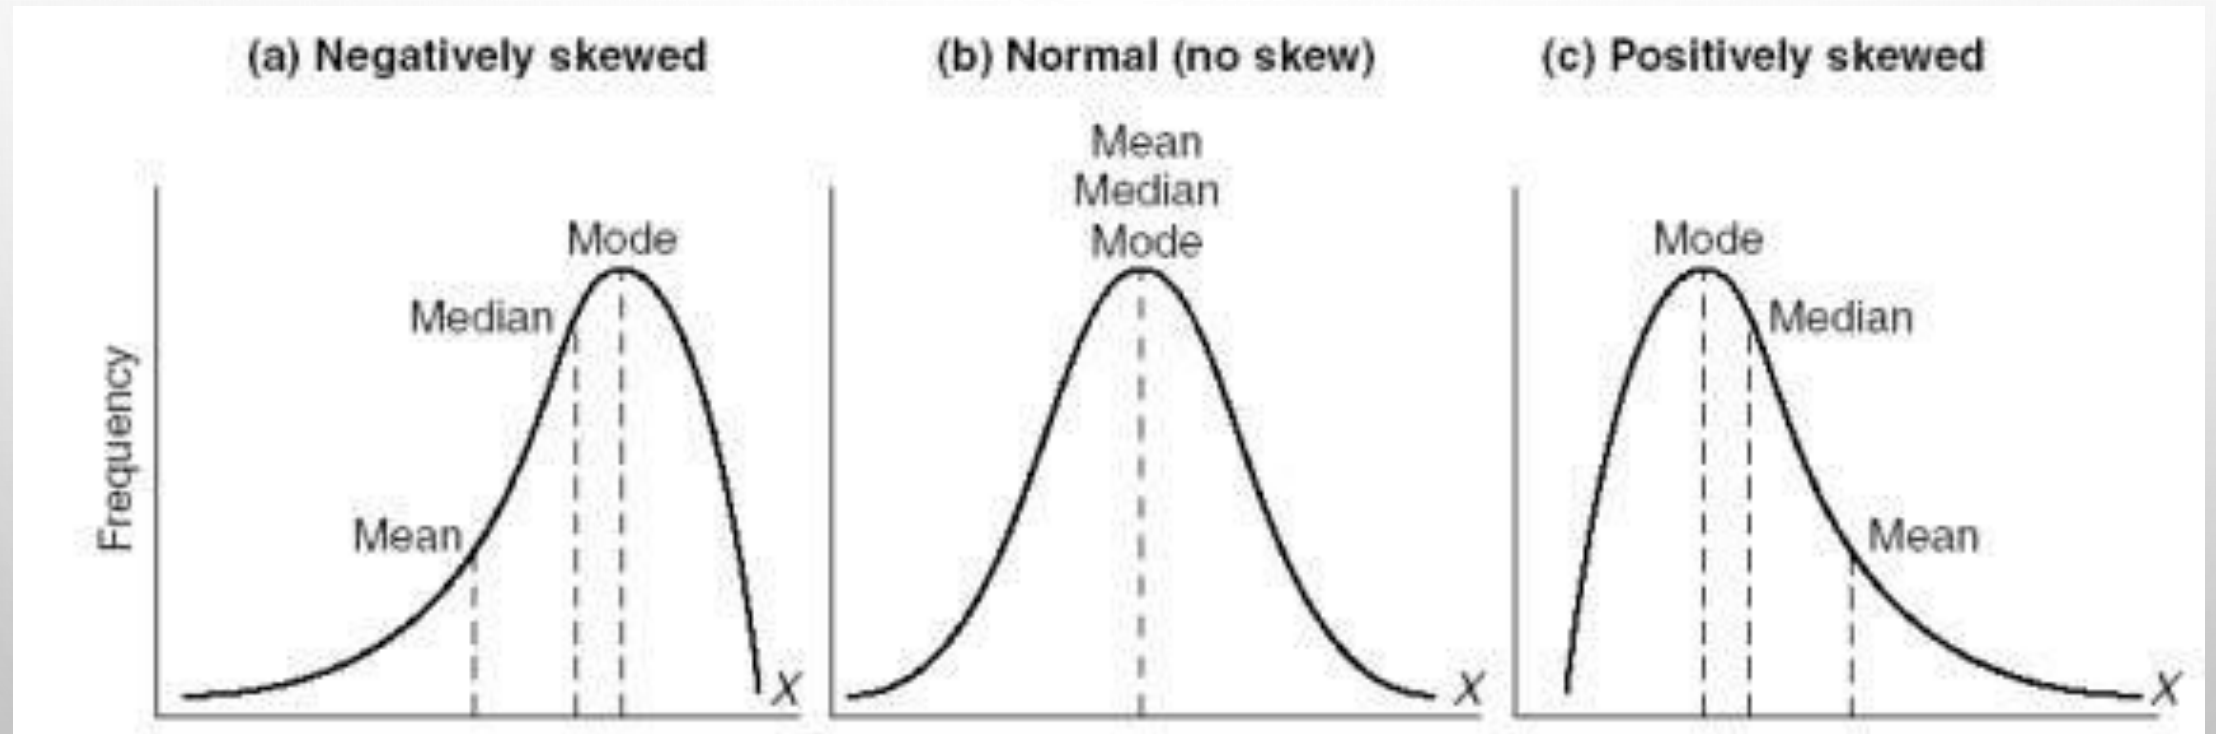 (a) Negatively skewed
(b) Normal (no skew)
(c) Positively skewed
Frequency
Mean
Median
Mode
X
Mean
Median
Mode
X
Mode
Median
Mean
X